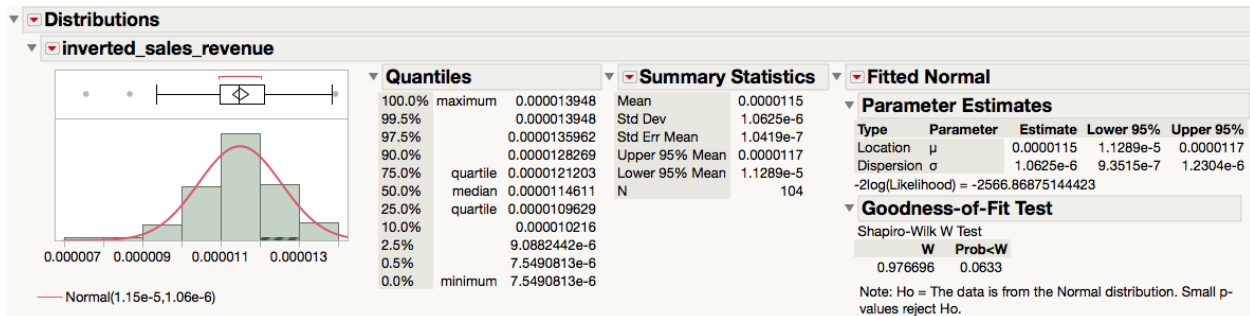 Distributions
inverted_sales_revenue
0.000007 0.000009 0.000011 0.000013
Normal(1.15e-5,1.06e-6)
Quantiles
100.0% maximum 0.000013948
99.5% 0.000013948
97.5% 0.000135962
90.0% 0.000128269
75.0% quartile 0.0000121203
50.0% median 0.0000114611
25.0% quartile 0.0000109629
10.0% 0.000010216
2.5% 9.0882442e-6
0.5% 7.5490813e-6
0.0% minimum 7.5490813e-6
Summary Statistics
Mean 0.0000115
Std Dev 1.0625e-6
Std Err Mean 1.0419e-7
Upper 95% Mean 0.0000117
Lower 95% Mean 1.1289e-5
N 104
Fitted Normal
Parameter Estimates
Type Parameter Estimate Lower 95% Upper 95%
Location μ 0.0000115 1.1289e-5 0.0000117
Dispersion σ 1.0625e-6 9.3515e-7 1.2304e-6
-2log(Likelihood) = -2566.86875144423
Goodness-of-Fit Test
Shapiro-Wilk W Test
W Prob<W
0.976696 0.0633
Note: Ho = The data is from the Normal distribution. Small p-
values reject Ho.